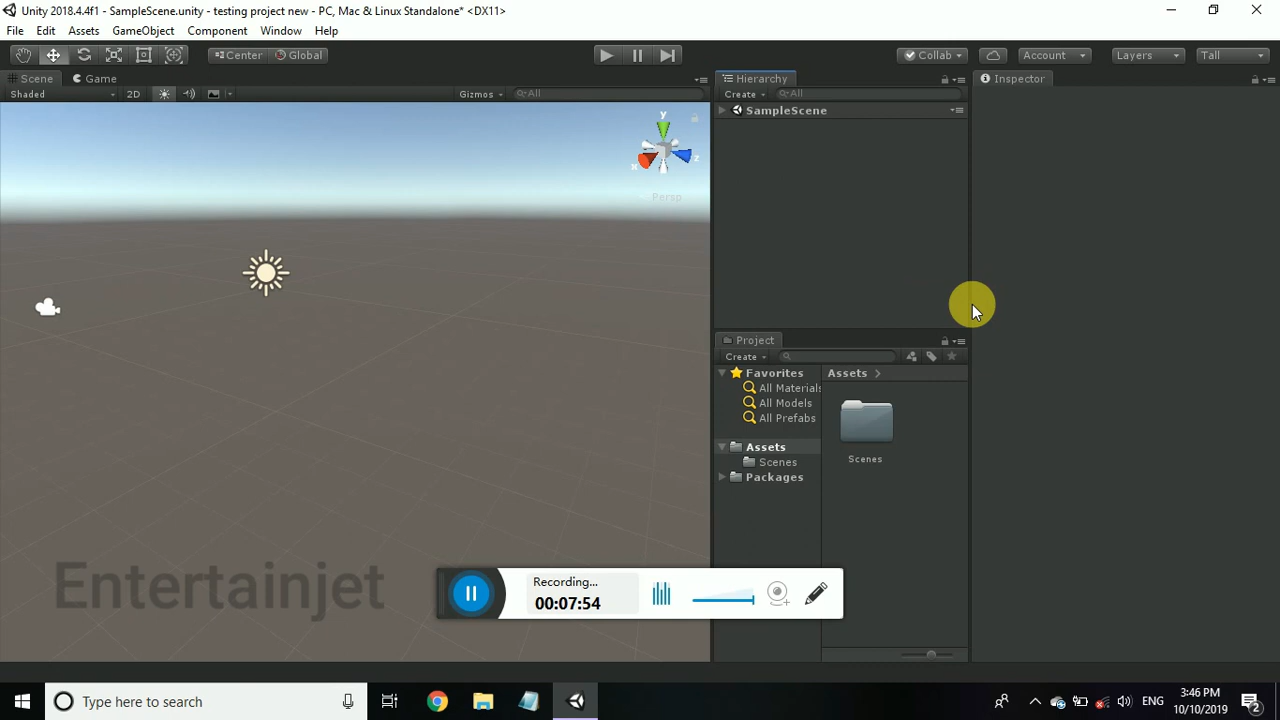 Unity 2018.4.4f1 - SampleScene.unity - testing project new - PC, Mac & Linux Standalone* <DX11>
File Edit Assets GameObject Component Window Help
Center Global Collab Account Layers Tall
Scene Game Hierarchy Inspector
Shaded 2D Gizmos All Create All
SampleScene
y
x z
Persp
Project
Create
Favorites Assets
All Materials
All Models
All Prefabs
Assets
Scenes Scenes
Packages
Entertainjet
Recording...
00:07:54
Type here to search
ENG
3:46 PM
10/10/2019
2